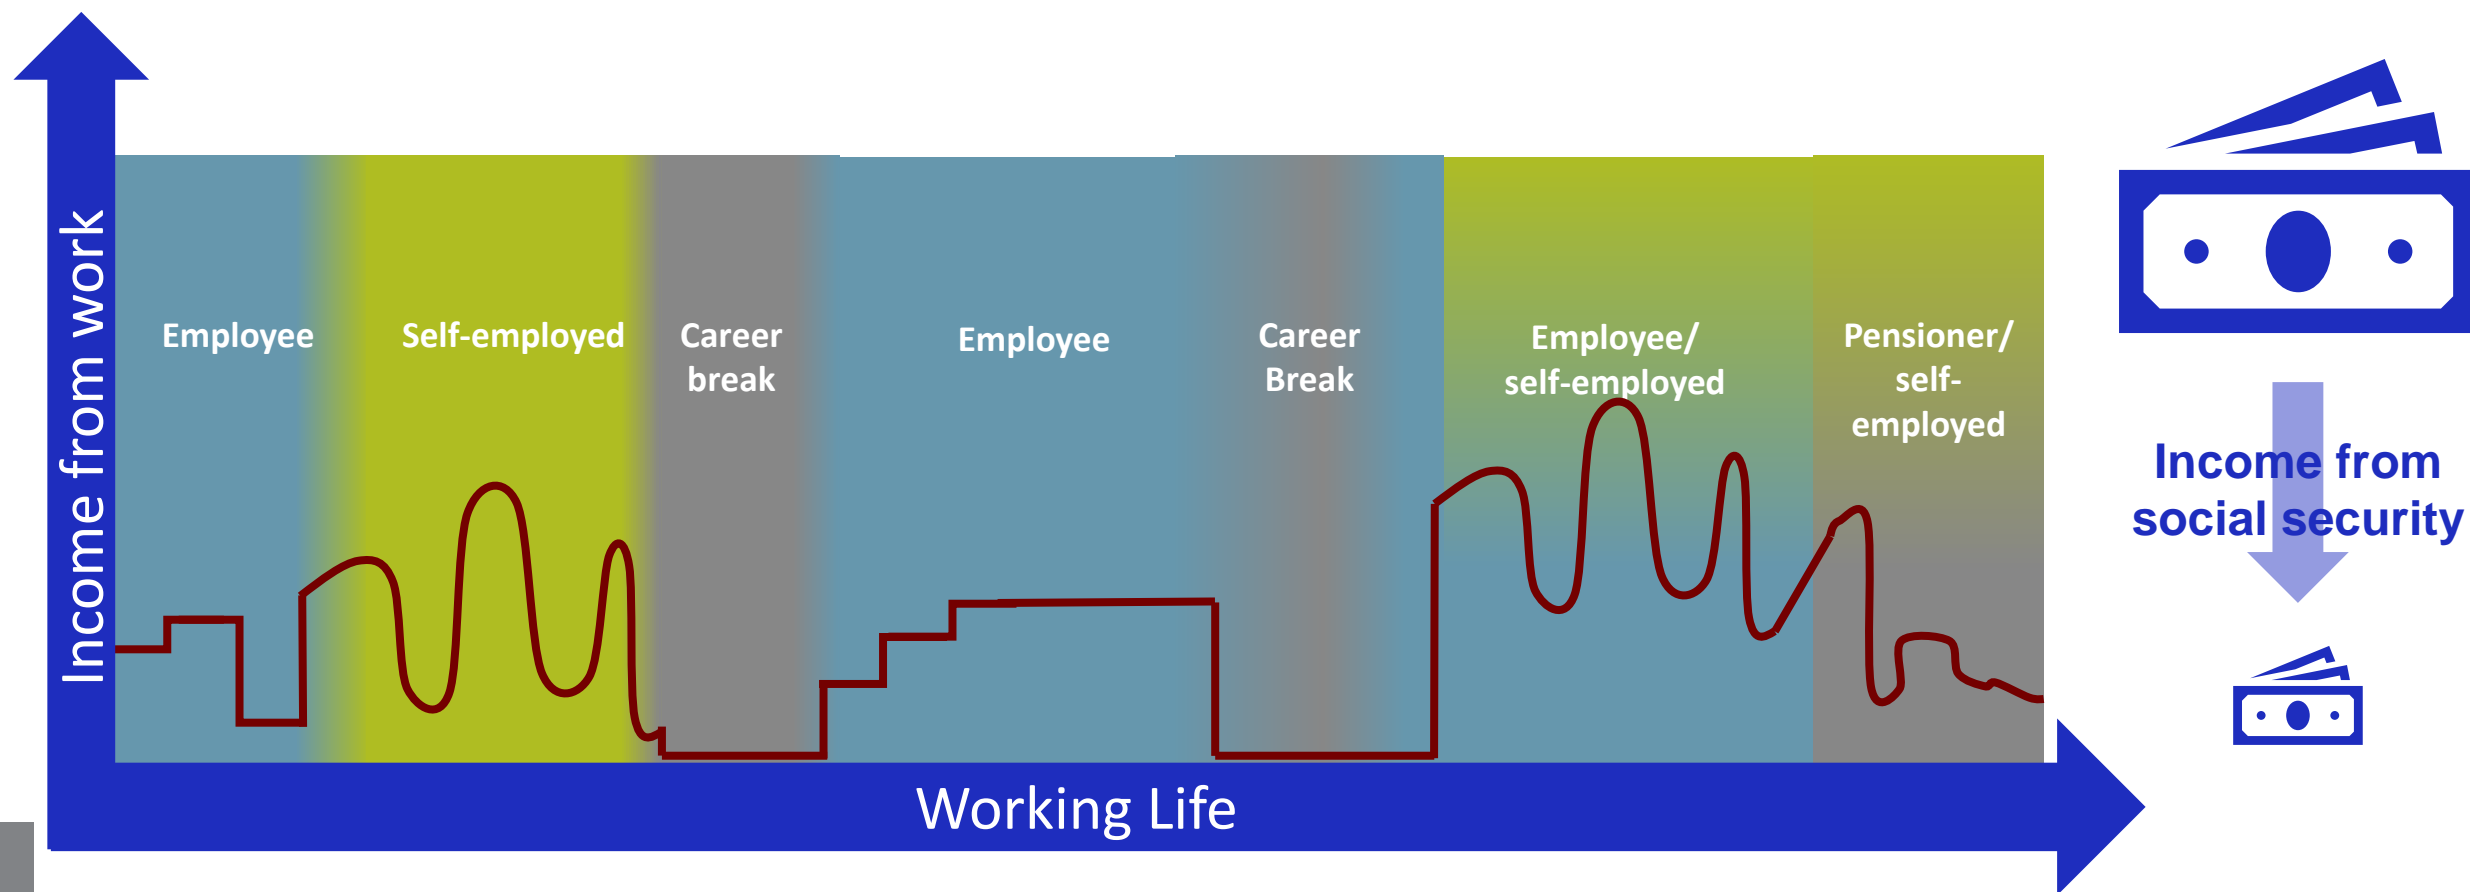 Income from work
Employee
Self-employed
Career
break
Employee
Career
Break
Employee/
self-employed
Pensioner/
self-
employed
Income from
social security
Working Life